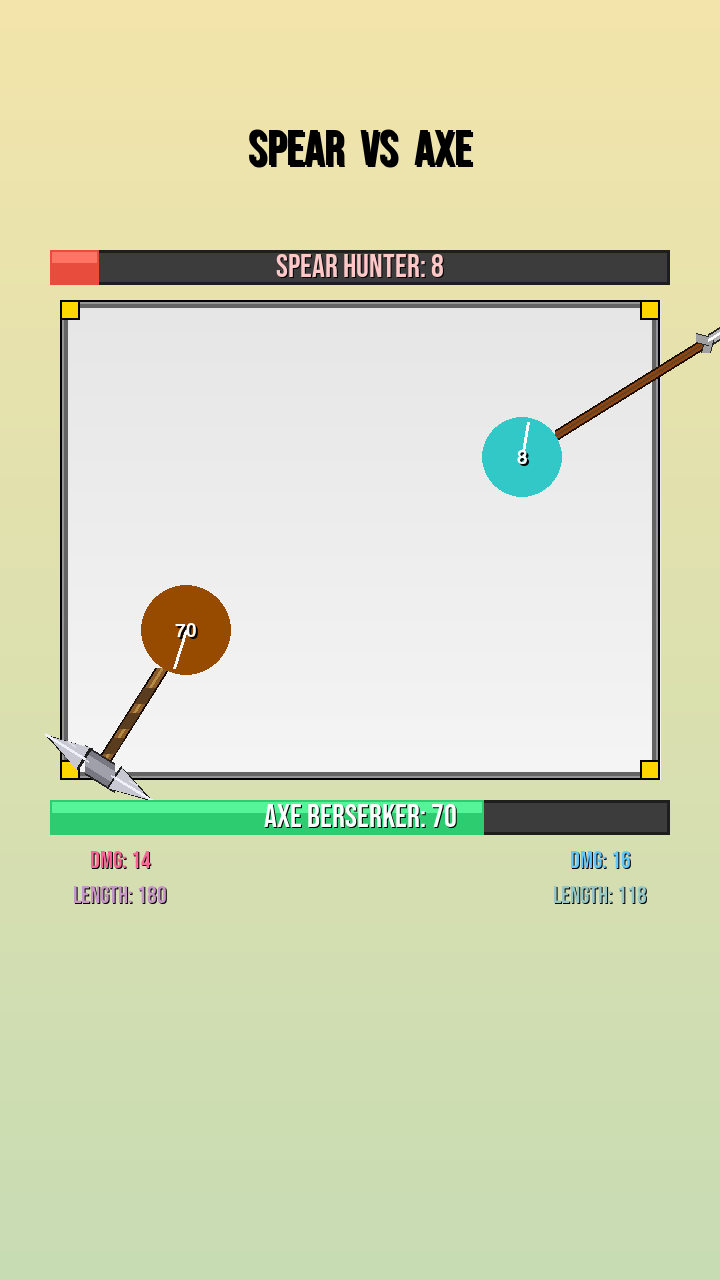 SPEAR VS AXE
SPEAR HUNTER: 8
8
70
AXE BERSERKER: 70
DMG: 14
DMG: 16
LENGTH: 180
LENGTH: 118